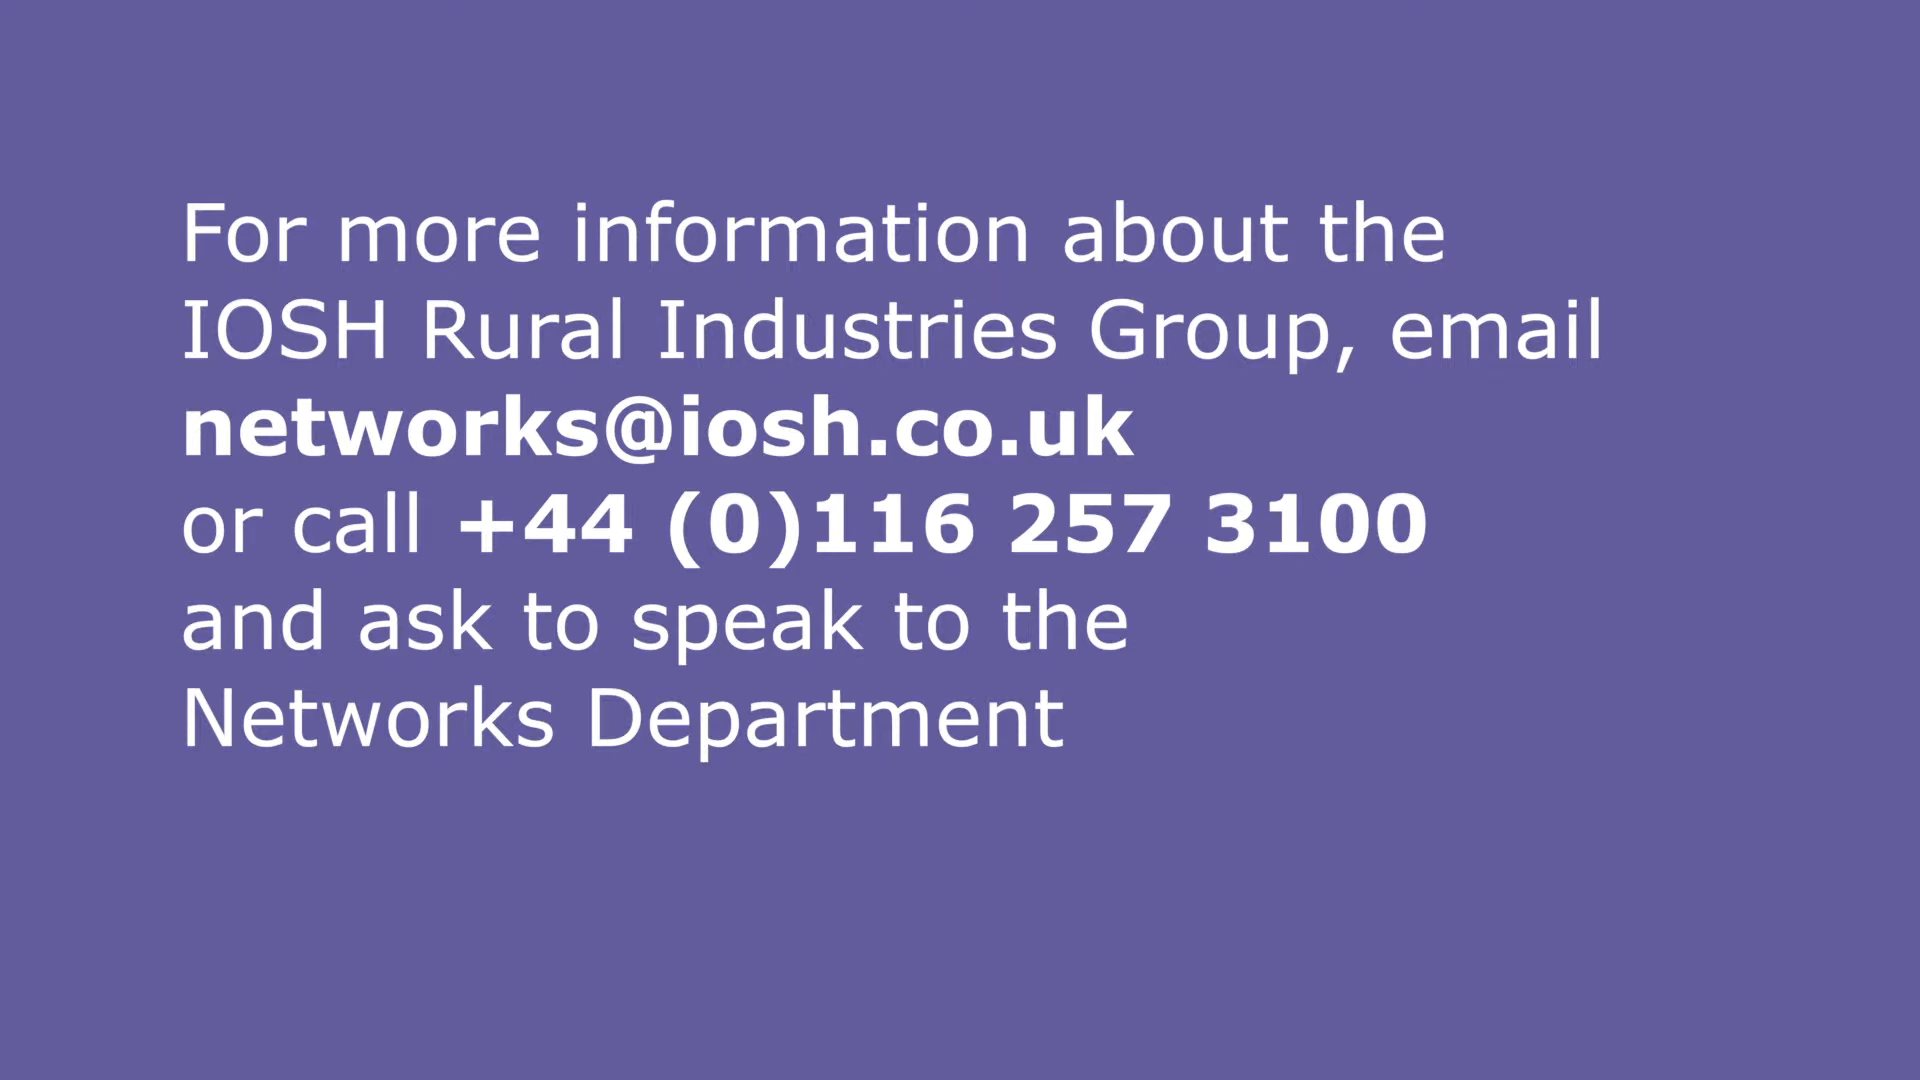 For more information about the
IOSH Rural Industries Group, email
networks@iosh.co.uk
or call +44 (0)116 257 3100
and ask to speak to the
Networks Department